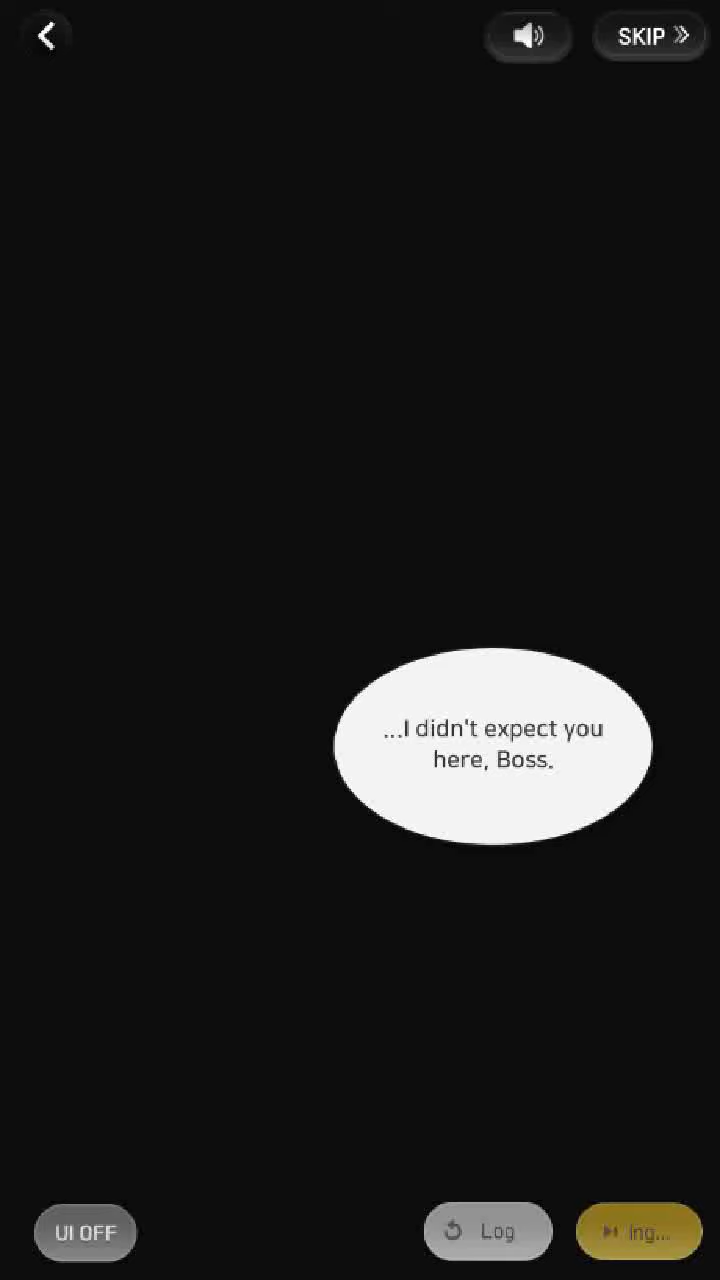 SKIP
...I didn't expect you
here, Boss.
UI OFF
Log
ing...